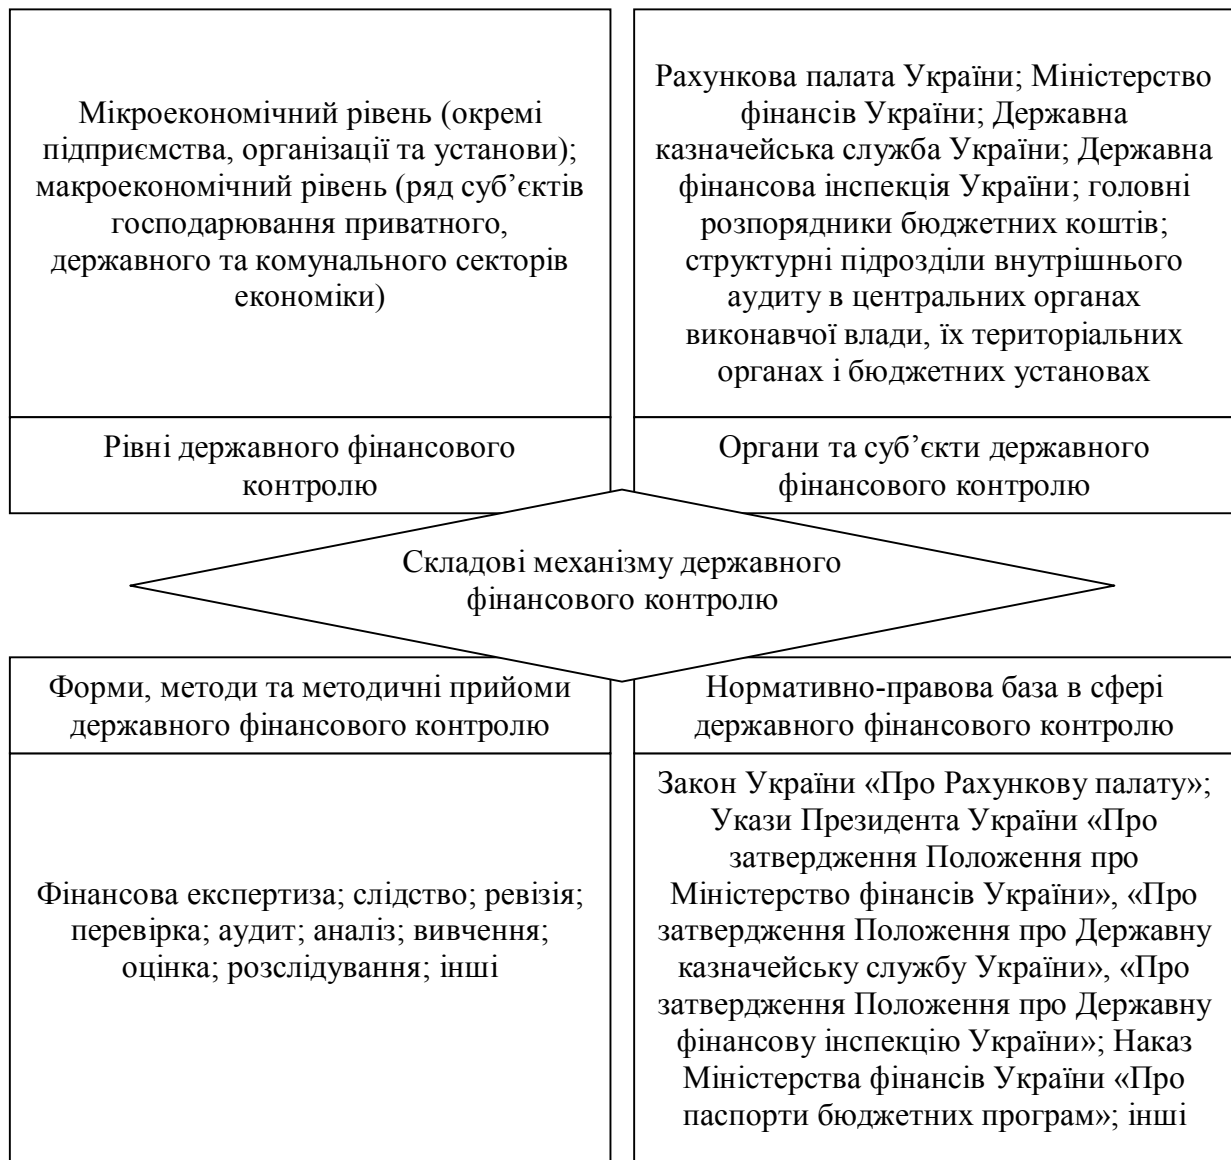 Мікроекономічний рівень (окремі
підприємства, організації та установи);
макроекономічний рівень (ряд суб’єктів
господарювання приватного,
державного та комунального секторів
економіки)
Рахункова палата України; Міністерство
фінансів України; Державна
казначейська служба України; Державна
фінансова інспекція України; головні
розпорядники бюджетних коштів;
структурні підрозділи внутрішнього
аудиту в центральних органах
виконавчої влади, їх територіальних
органах і бюджетних установах
Рівні державного фінансового
контролю
Органи та суб’єкти державного
фінансового контролю
Складові механізму державного
фінансового контролю
Форми, методи та методичні прийоми
державного фінансового контролю
Нормативно-правова база в сфері
державного фінансового контролю
Фінансова експертиза; слідство; ревізія;
перевірка; аудит; аналіз; вивчення;
оцінка; розслідування; інші
Закон України «Про Рахункову палату»;
Укази Президента України «Про
затвердження Положення про
Міністерство фінансів України», «Про
затвердження Положення про Державну
казначейську службу України», «Про
затвердження Положення про Державну
фінансову інспекцію України»; Наказ
Міністерства фінансів України «Про
паспорти бюджетних програм»; інші